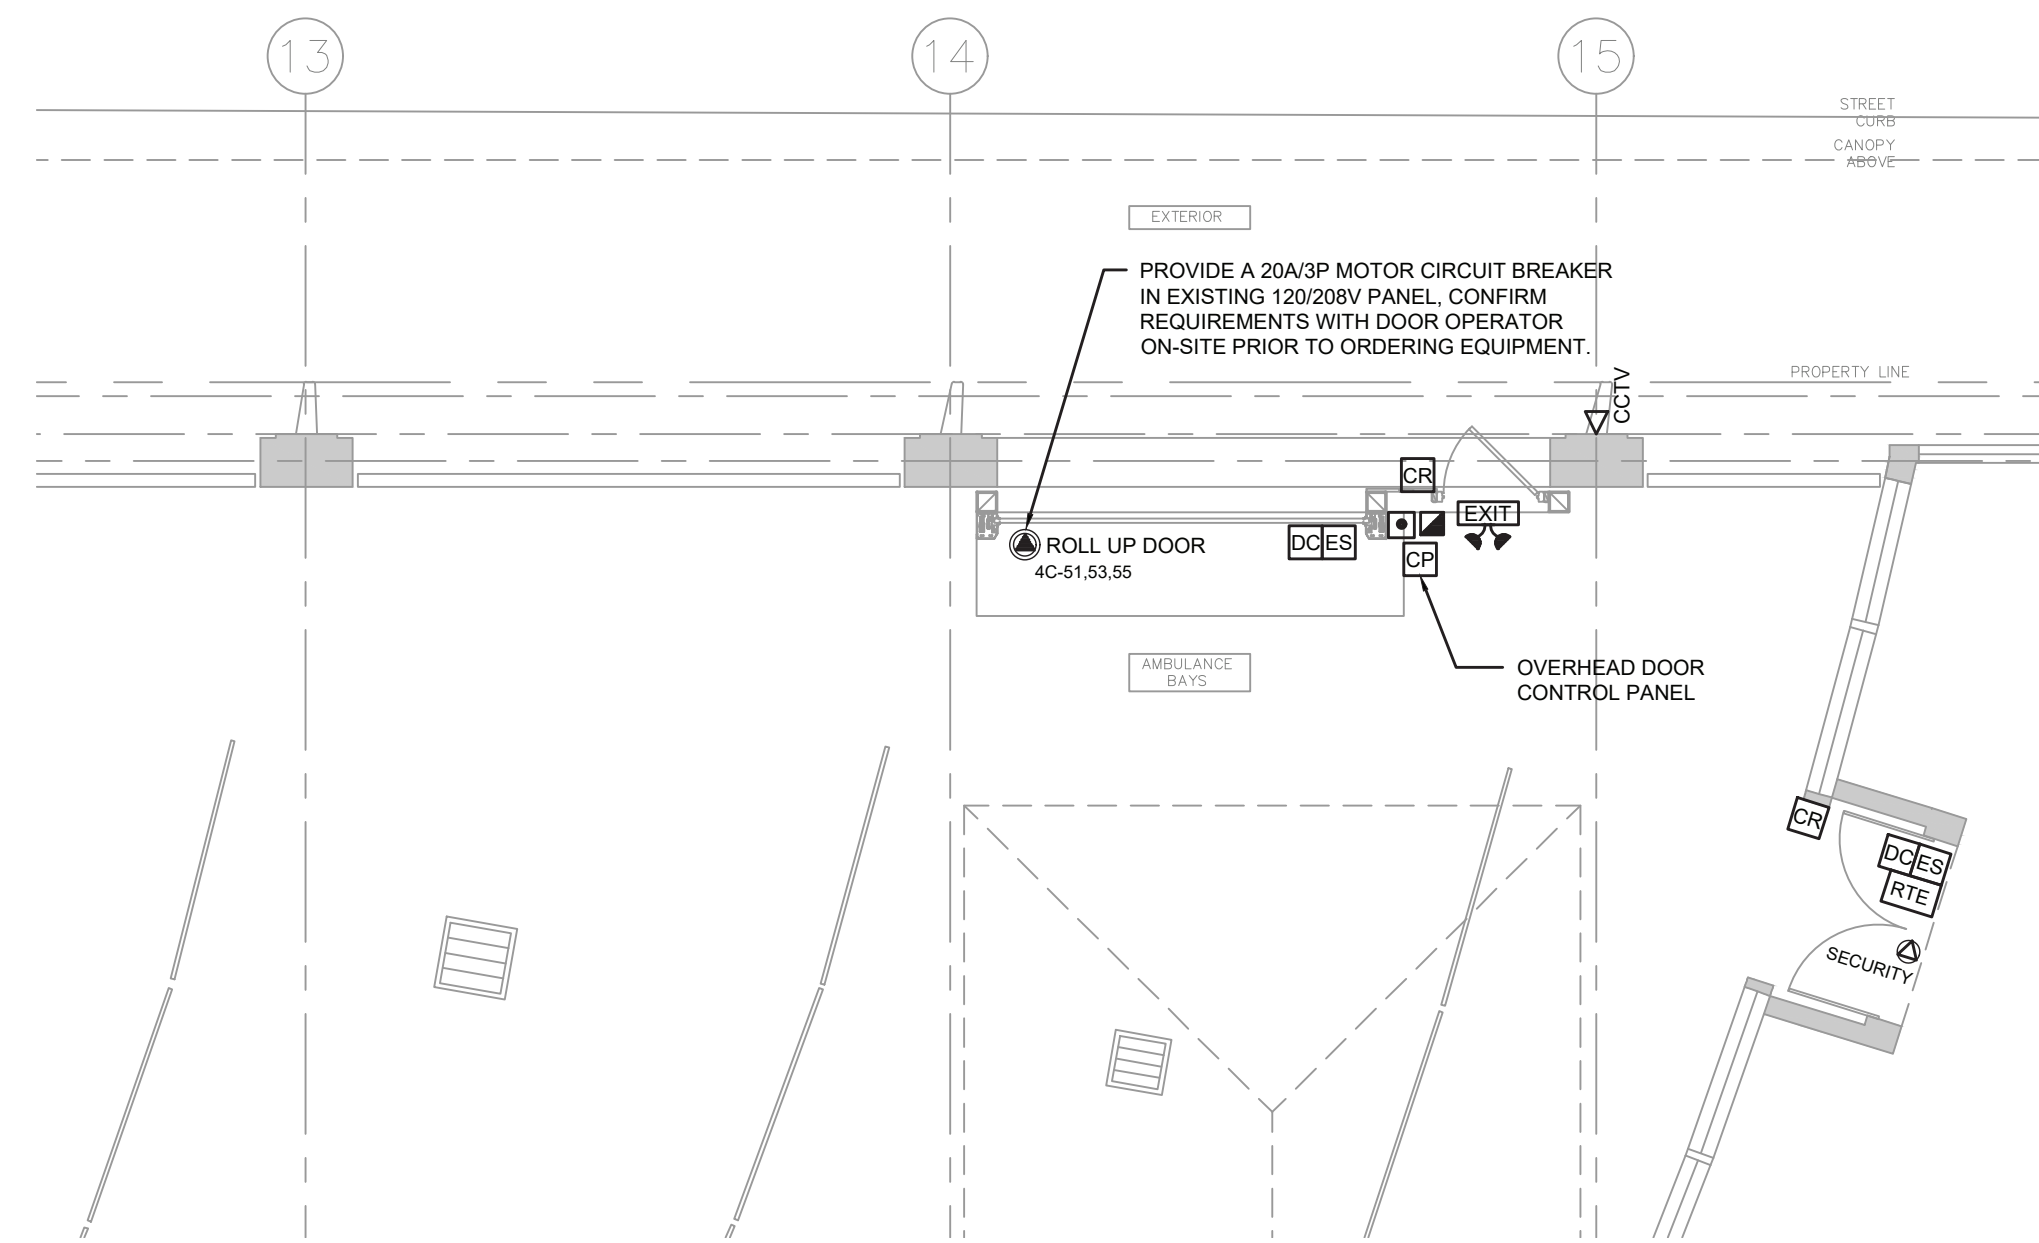 13
14
15
STREET
CURB
CANOPY
ABOVE
EXTERIOR
PROVIDE A 20A/3P MOTOR CIRCUIT BREAKER
IN EXISTING 120/208V PANEL, CONFIRM
REQUIREMENTS WITH DOOR OPERATOR
ON-SITE PRIOR TO ORDERING EQUIPMENT.
PROPERTY LINE
CCTV
CR
EXIT
ROLL UP DOOR
4C-51,53,55
DC ES
CP
OVERHEAD DOOR
CONTROL PANEL
AMBULANCE
BAYS
CR
DC ES
RTE
SECURITY